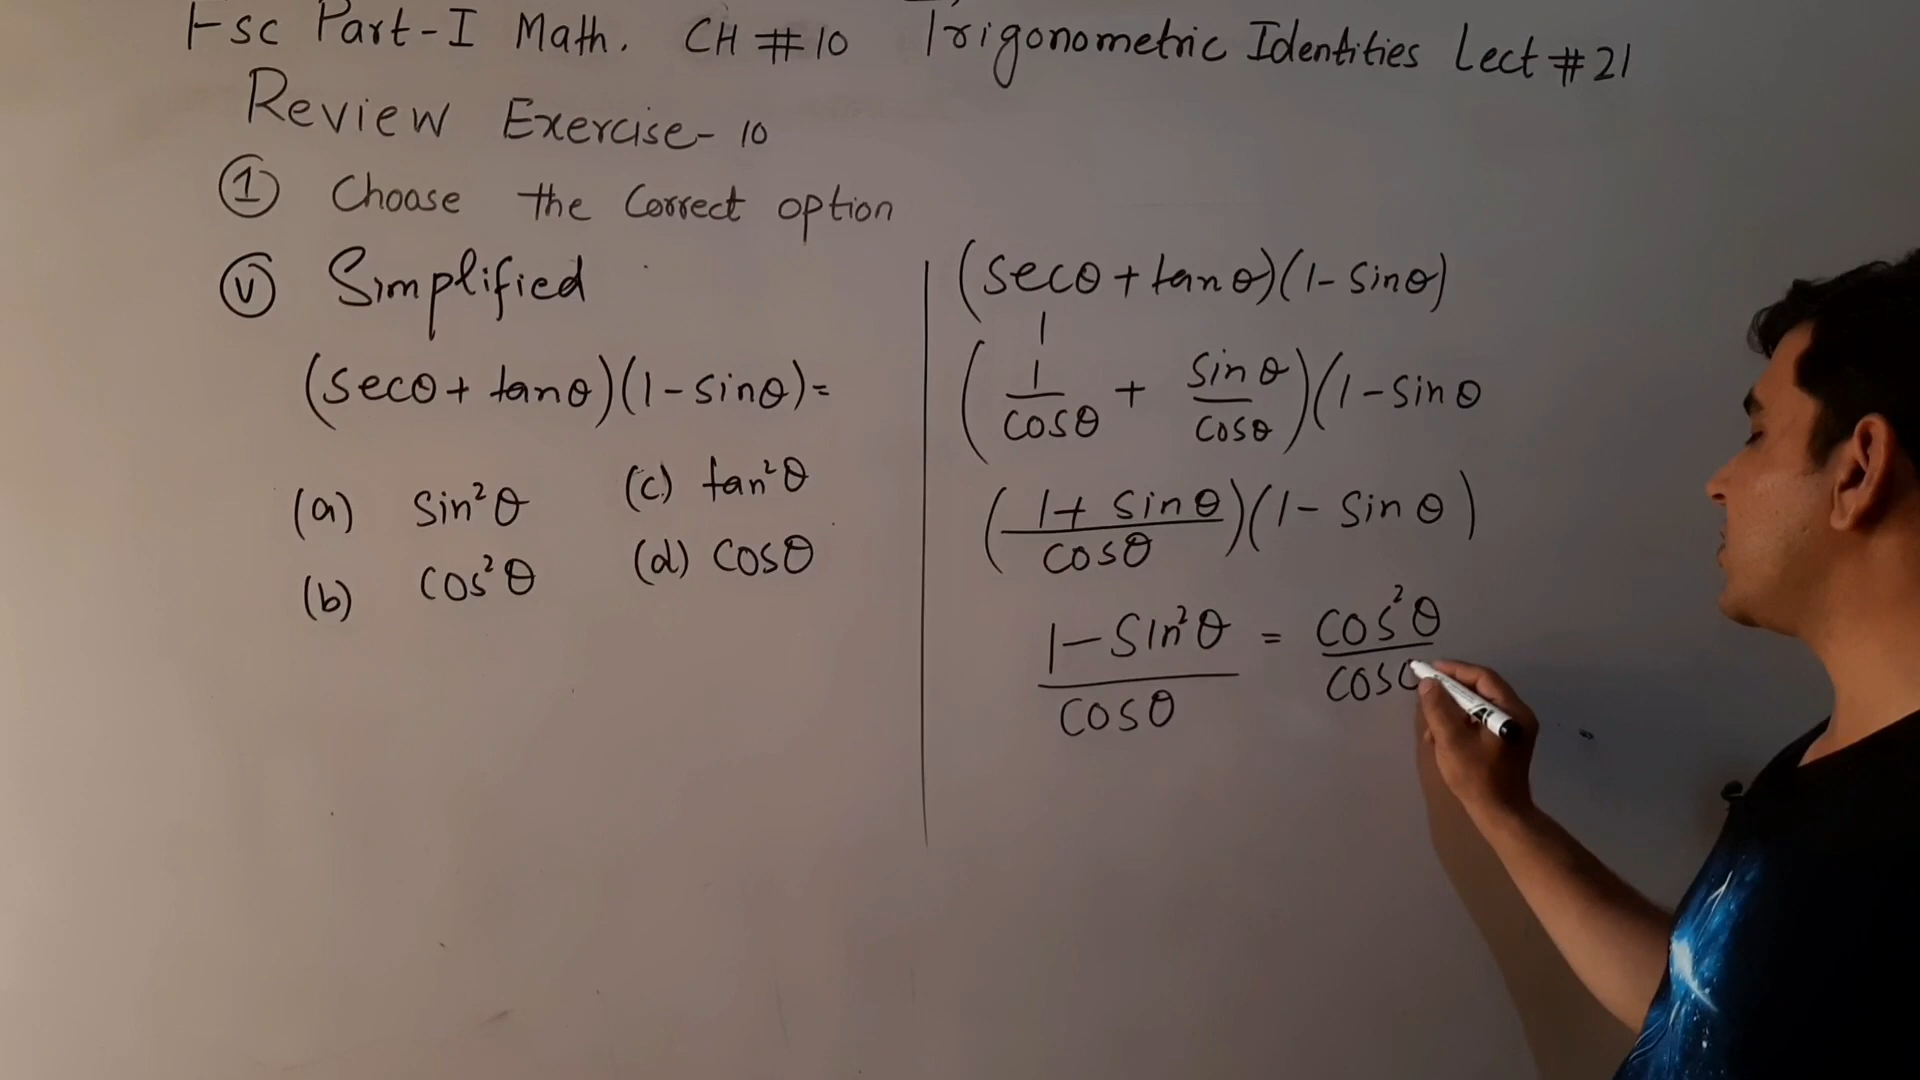 Fsc Part-I Math. CH #10 Trigonometric Identities Lect #21
Review Exercise-10
① Choose the Correct option
ⓥ Simplified
(secθ + tanθ)(1-sinθ)=
(a) sin²θ (c) tan²θ
(b) cos²θ (d) cosθ
(secθ + tanθ)(1-sinθ)
1
(1/cosθ + sinθ/cosθ)(1-sinθ
(1+sinθ/cosθ)(1-sinθ)
1-sin²θ/cosθ = cos²θ/cosθ